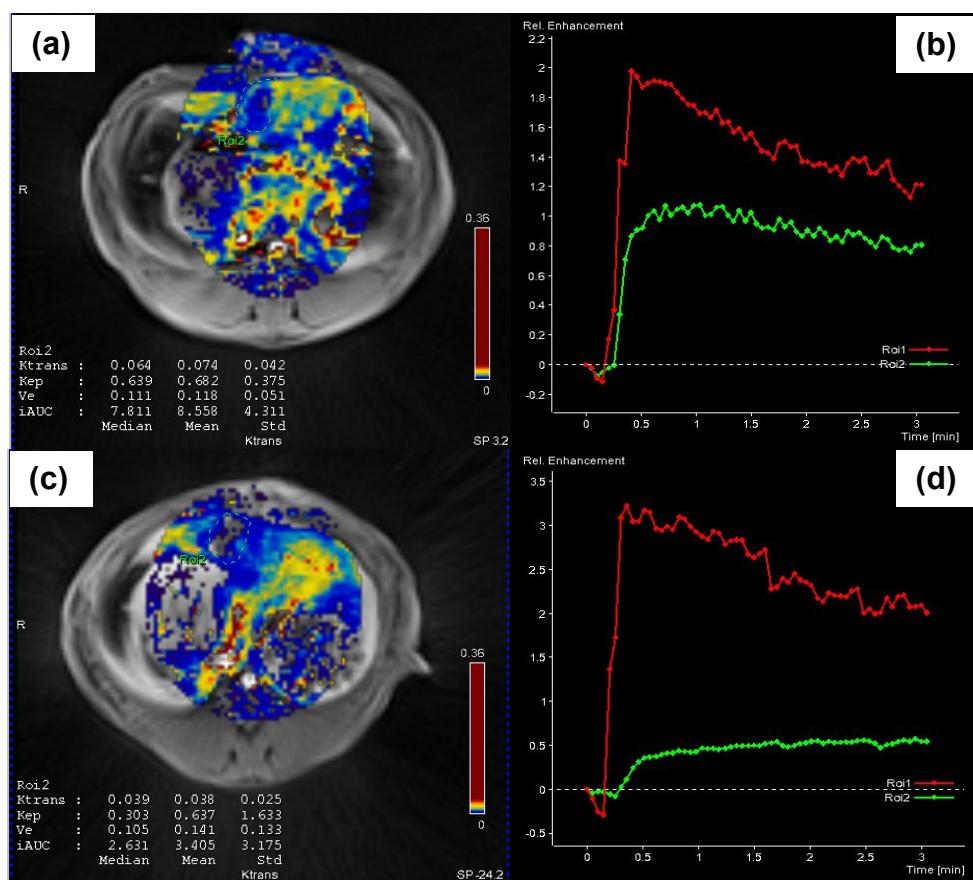 (a)
Roi2
R
0.36
0
Roi2
Ktrans : 0.064 0.074 0.042
Kep : 0.639 0.682 0.375
Ve : 0.111 0.118 0.051
iAUC : 7.811 8.558 4.311
Median Mean Std
Ktrans
SP 3.2
(b)
Rel. Enhancement
2.2
2
1.8
1.6
1.4
1.2
1
0.8
0.6
0.4
0.2
0
-0.2
Roi1
Roi2
0 0.5 1 1.5 2 2.5 3
Time [min]
(c)
Roi2
R
0.36
0
Roi2
Ktrans : 0.039 0.038 0.025
Kep : 0.303 0.637 1.633
Ve : 0.105 0.141 0.133
iAUC : 2.631 3.405 3.175
Median Mean Std
Ktrans
SP -24.2
(d)
Rel. Enhancement
3.5
3
2.5
2
1.5
1
0.5
0
-0.5
Roi1
Roi2
0 0.5 1 1.5 2 2.5 3
Time [min]